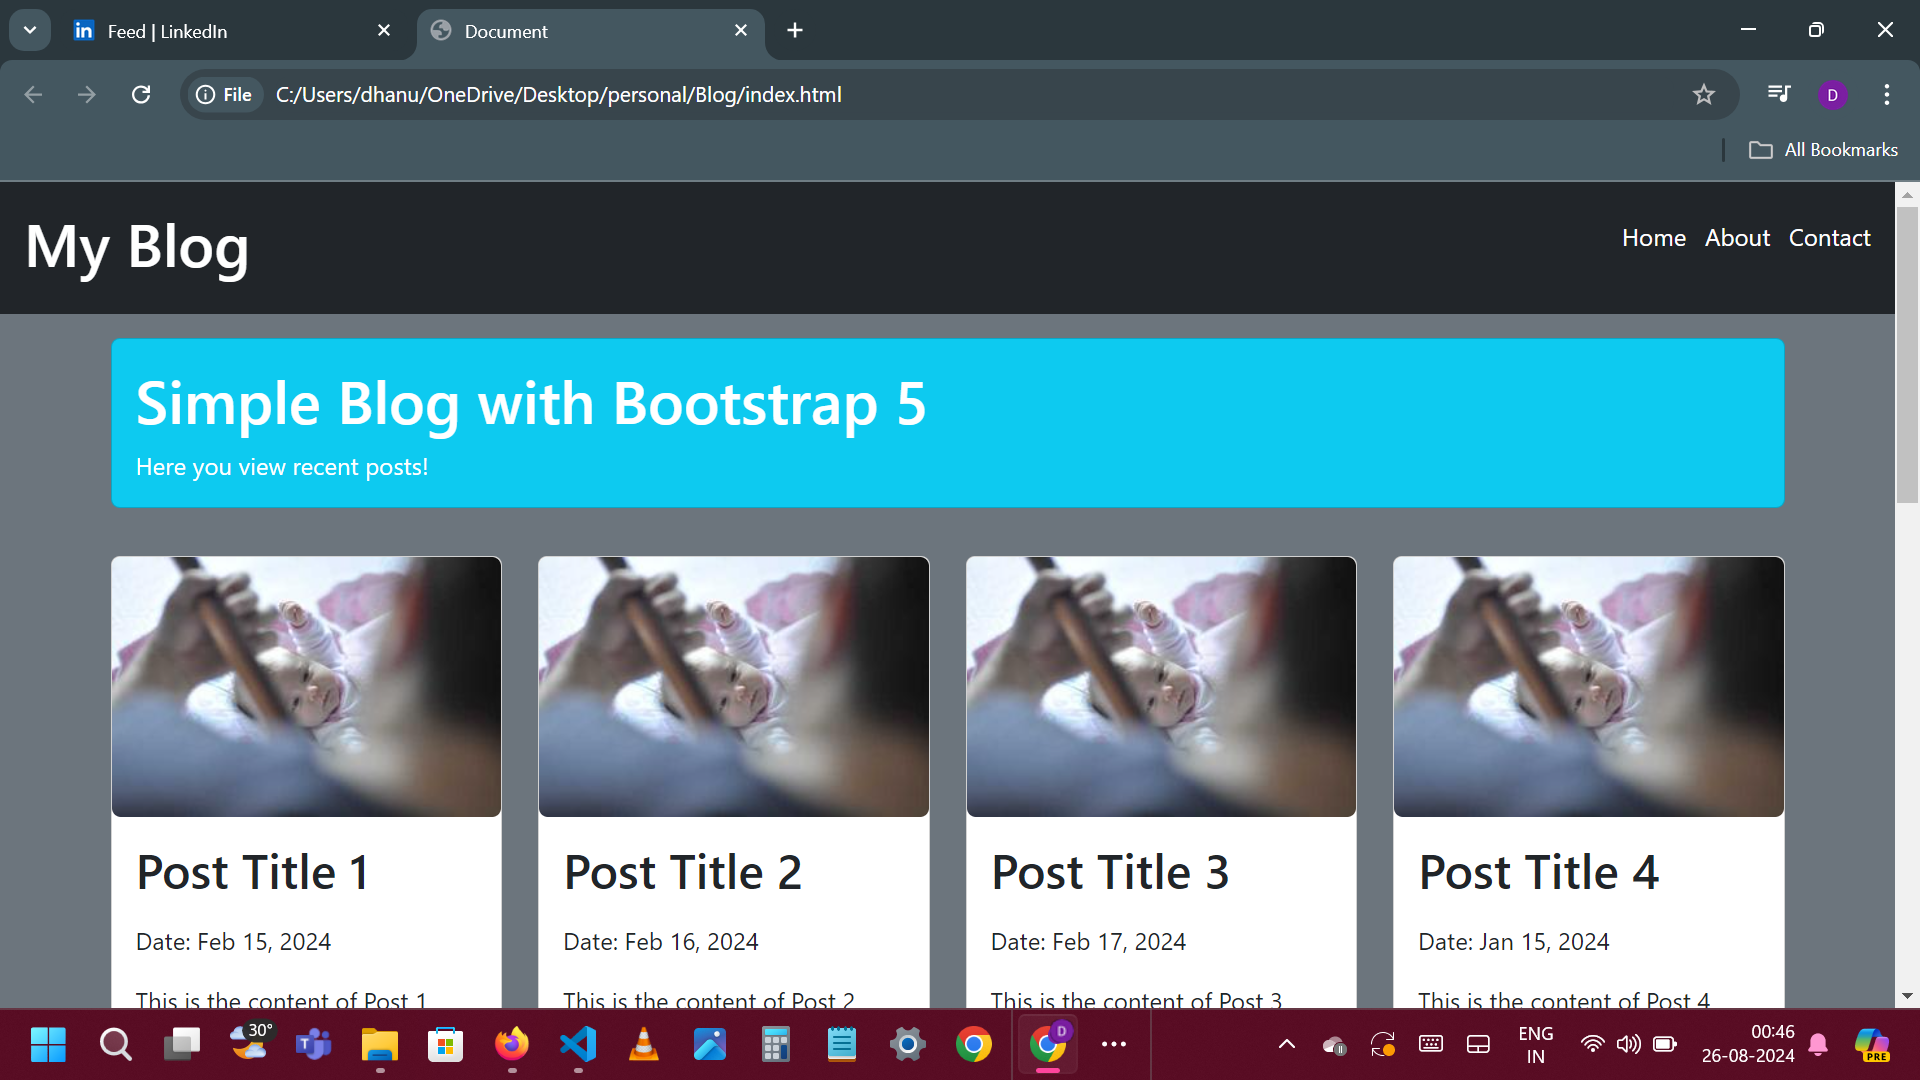 Feed | LinkedIn
Document
File
C:/Users/dhanu/OneDrive/Desktop/personal/Blog/index.html
D
All Bookmarks
My Blog
Home About Contact
Simple Blog with Bootstrap 5
Here you view recent posts!
Post Title 1
Date: Feb 15, 2024
This is the content of Post 1
Post Title 2
Date: Feb 16, 2024
This is the content of Post 2
Post Title 3
Date: Feb 17, 2024
This is the content of Post 3
Post Title 4
Date: Jan 15, 2024
This is the content of Post 4
30°
D
ENG
IN
00:46
26-08-2024
PRE